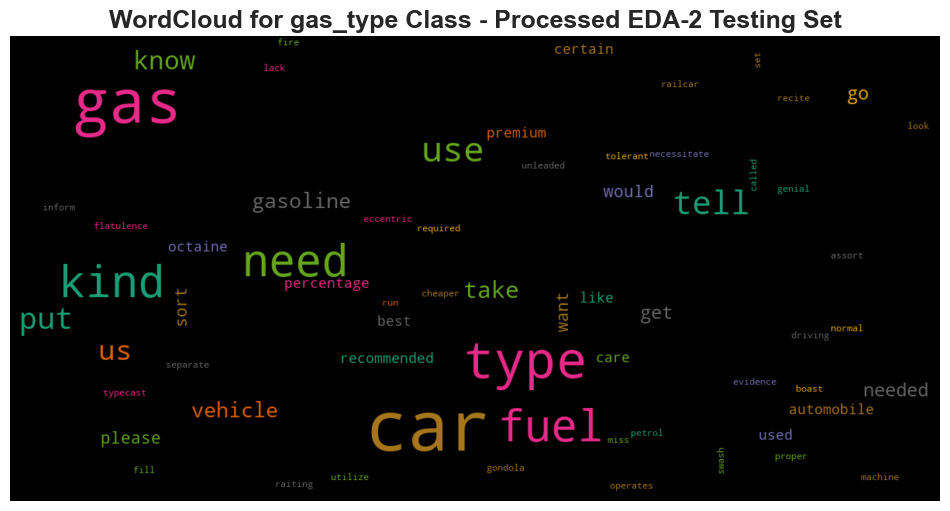 WordCloud for gas_type Class - Processed EDA-2 Testing Set
fire
certain
know
lack
set
railcar
gas
go
recite
look
premium
use
unleaded
tolerant
necessitate
called
would
genial
tell
gasoline
inform
flatulence
eccentric
required
octaine
need
assort
kind
percentage
take
cheaper
run
like
want
sort
put
best
get
normal
driving
us
recommended
type
care
separate
evidence
boast
needed
typecast
vehicle
car
fuel
automobile
please
miss
petrol
used
fill
raiting
utilize
gondola
operates
swash
proper
machine